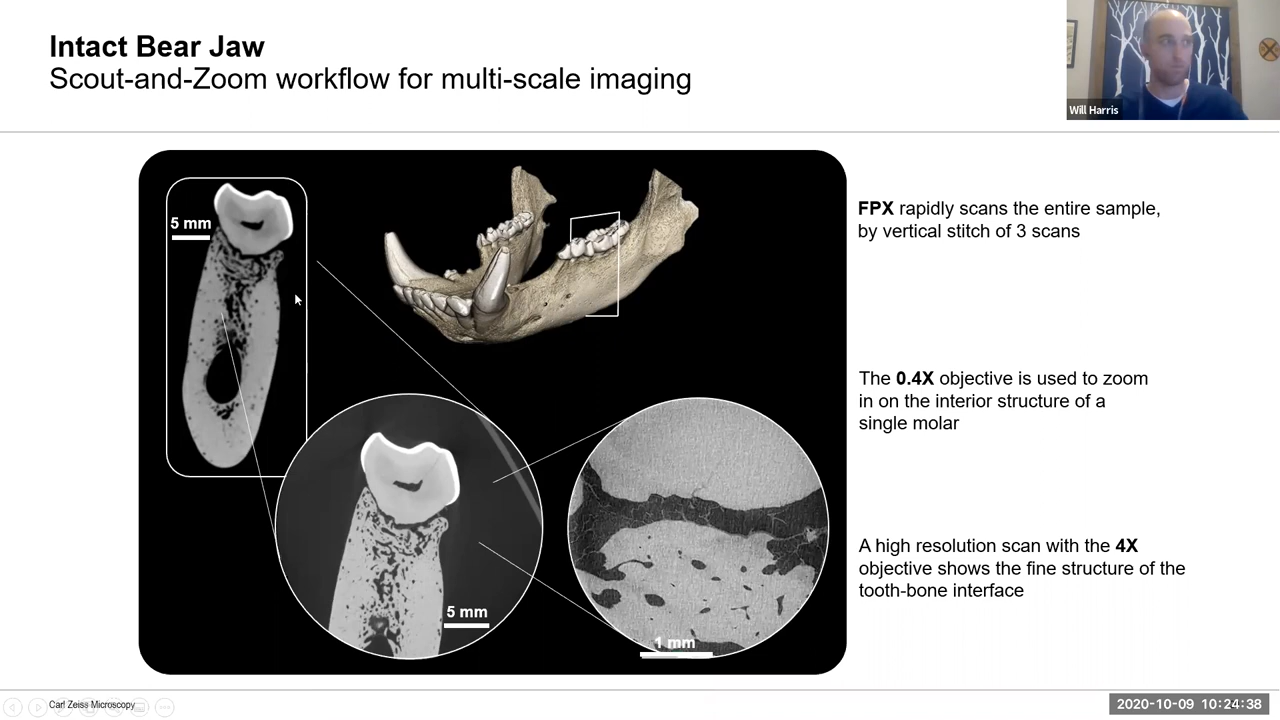 Intact Bear Jaw
Scout-and-Zoom workflow for multi-scale imaging
Will Harris
5 mm
FPX rapidly scans the entire sample,
by vertical stitch of 3 scans
The 0.4X objective is used to zoom
in on the interior structure of a
single molar
A high resolution scan with the 4X
objective shows the fine structure of the
tooth-bone interface
5 mm
1 mm
Carl Zeiss Microscopy
2020-10-09 10:24:38